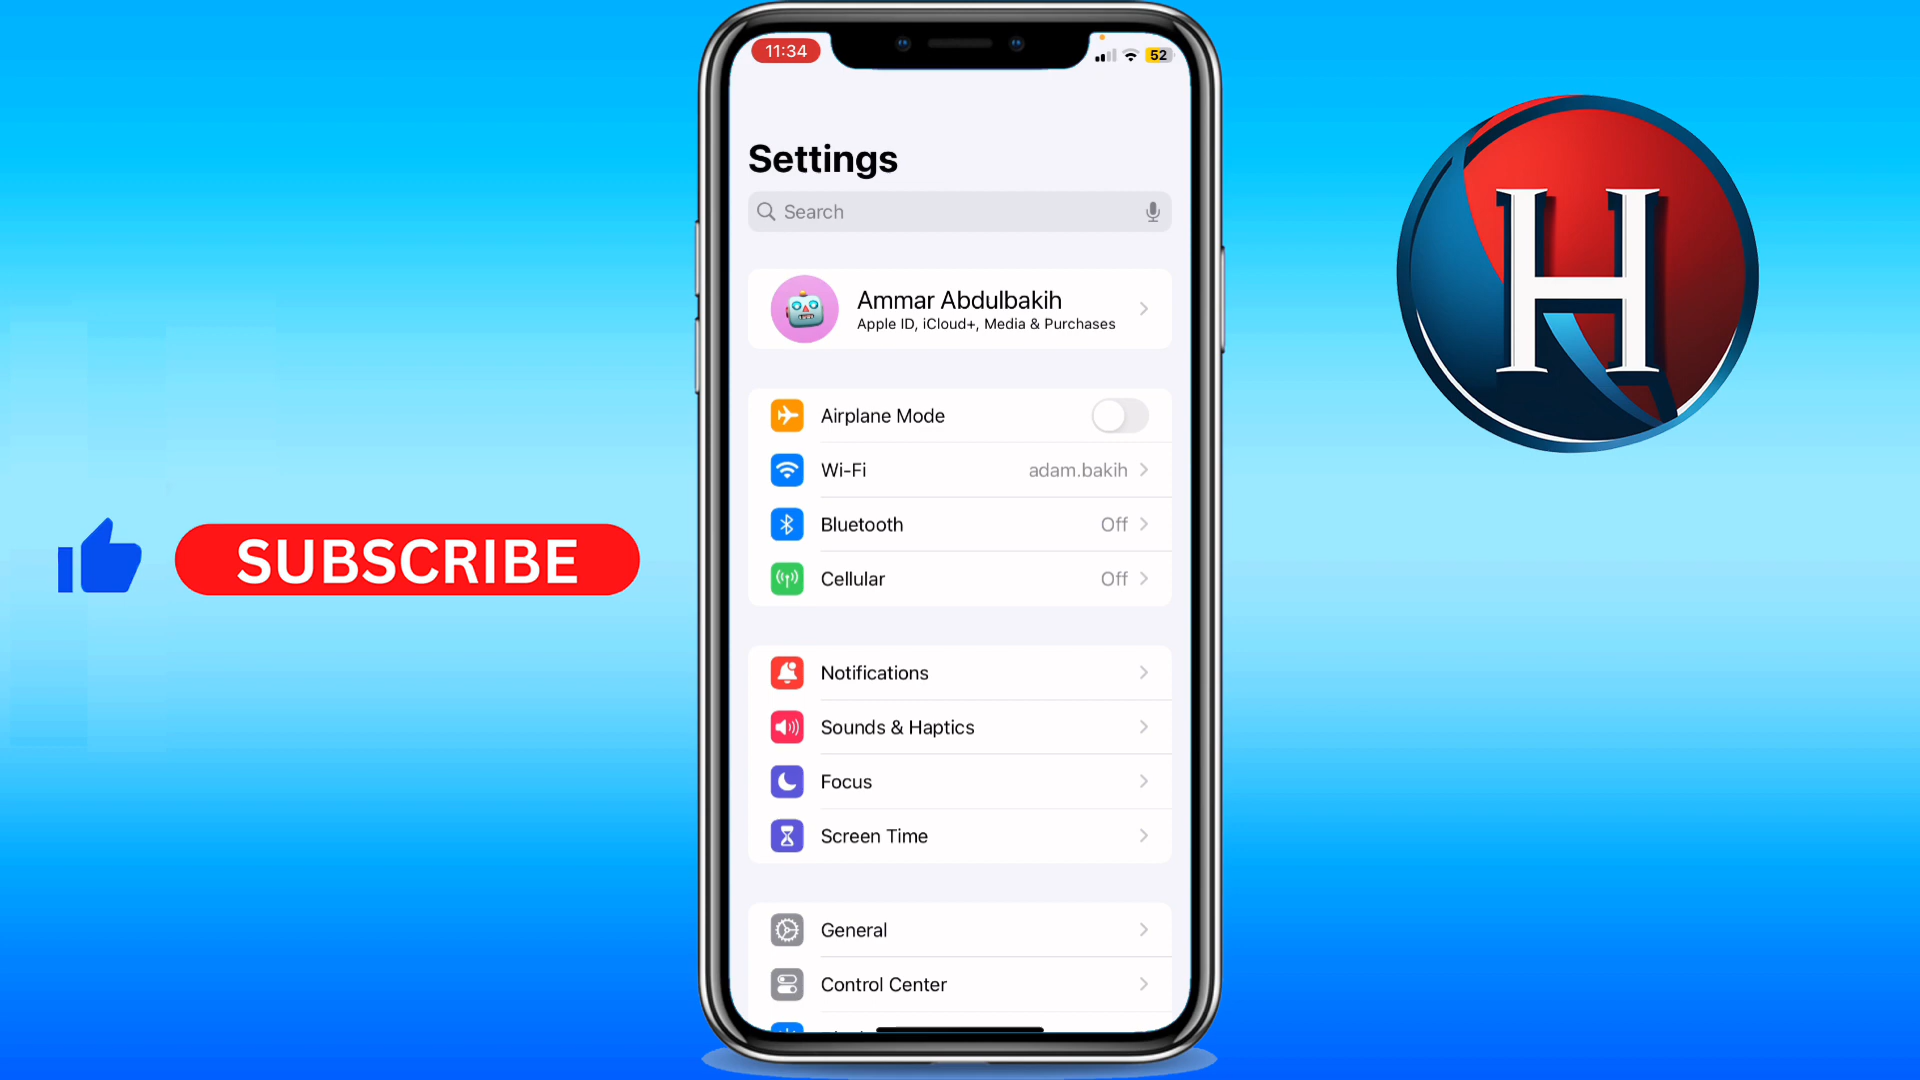 11:34
52
Settings
Search
Ammar Abdulbakih
Apple ID, iCloud+, Media & Purchases
Airplane Mode
Wi-Fi adam.bakih
Bluetooth Off
Cellular Off
Notifications
Sounds & Haptics
Focus
Screen Time
General
Control Center
SUBSCRIBE
H